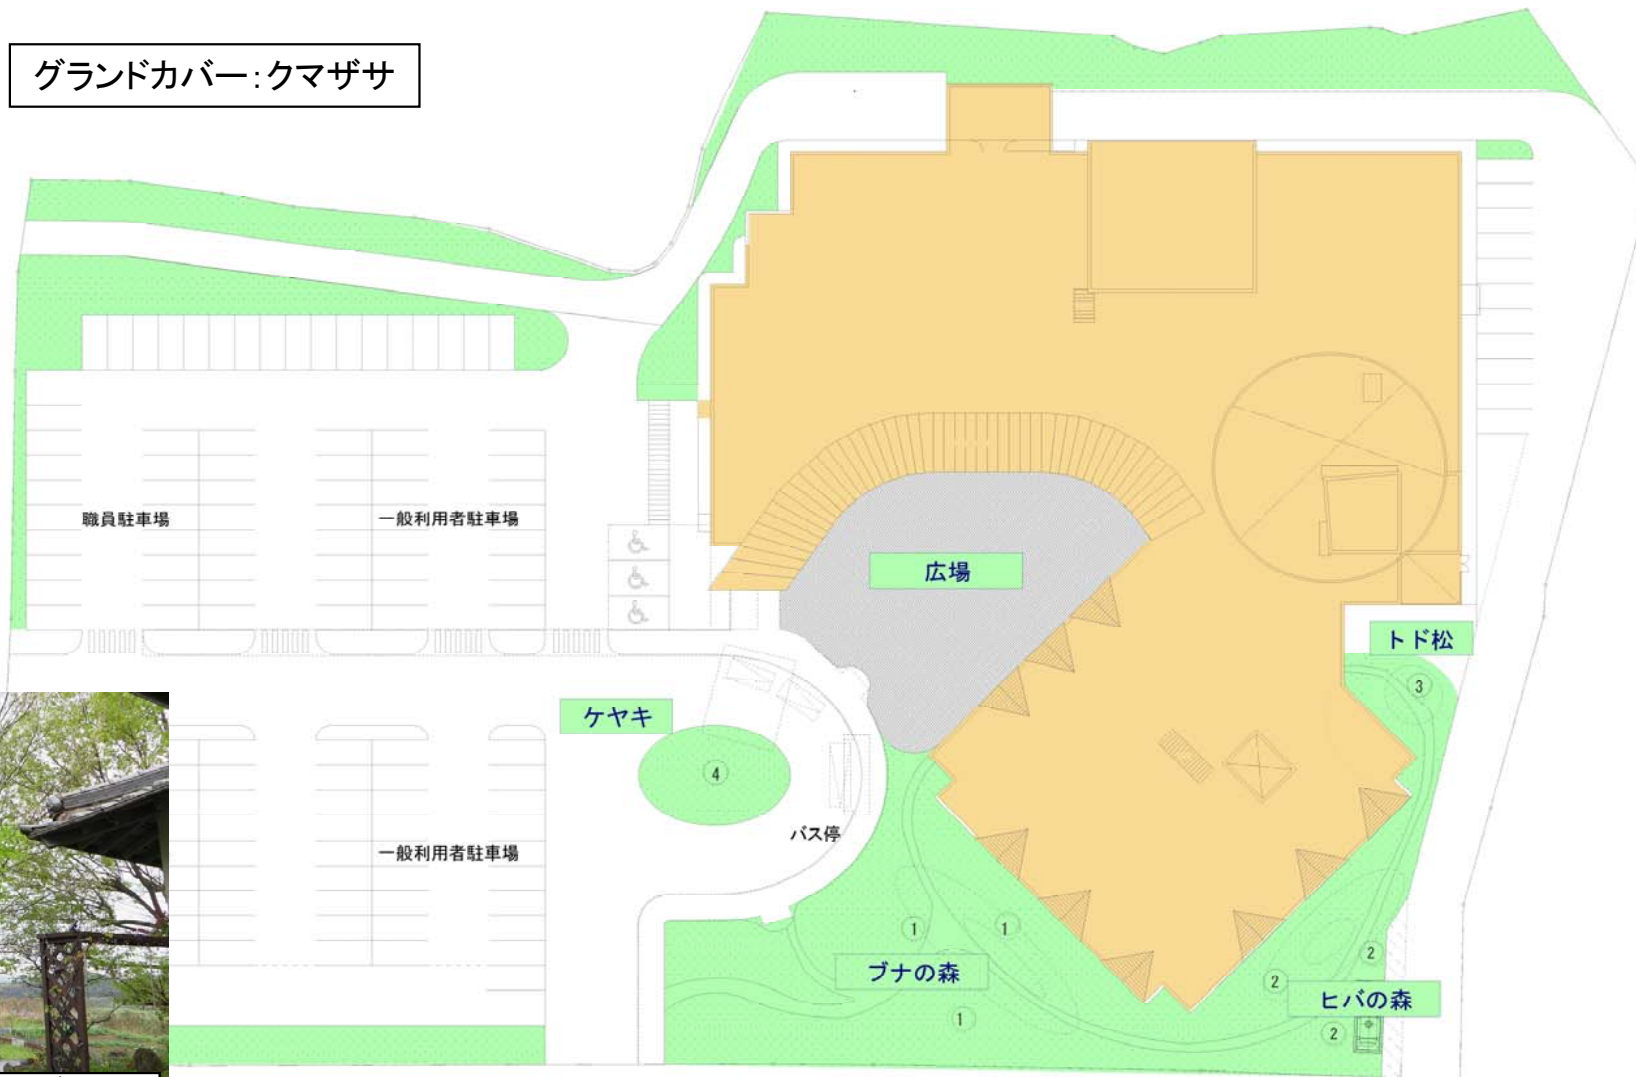 グランドカバー：クマザサ
職員駐車場
一般利用者駐車場
広場
トド松
3
ケヤキ
4
バス停
一般利用者駐車場
1
1
ブナの森
1
2
2
ヒバの森
2